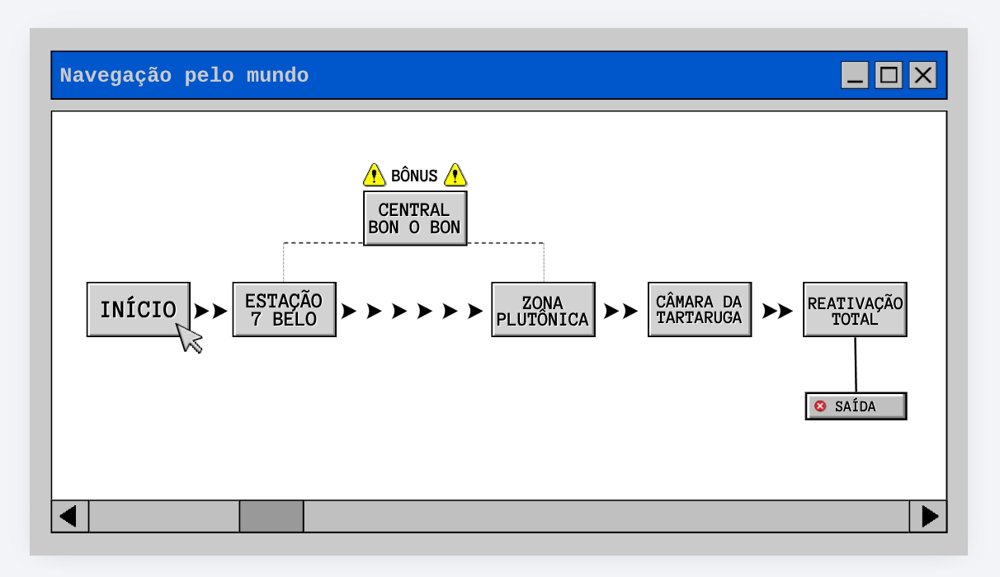 Navegação pelo mundo
BÔNUS
CENTRAL
BON O BON
INÍCIO
ESTAÇÃO
7 BELO
ZONA
PLUTÔNICA
CÂMARA DA
TARTARUGA
REATIVAÇÃO
TOTAL
SAÍDA